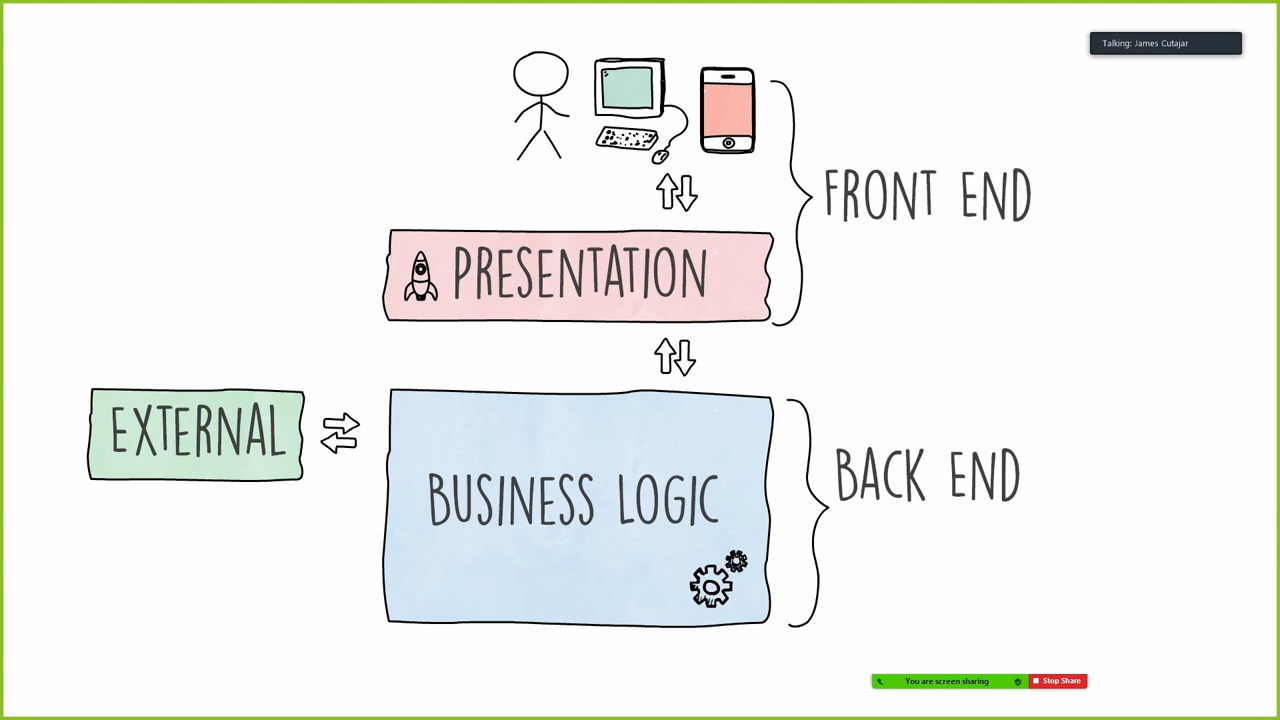 Talking: James Cutajar
FRONT END
PRESENTATION
EXTERNAL
BUSINESS LOGIC
BACK END
You are screen sharing
Stop Share